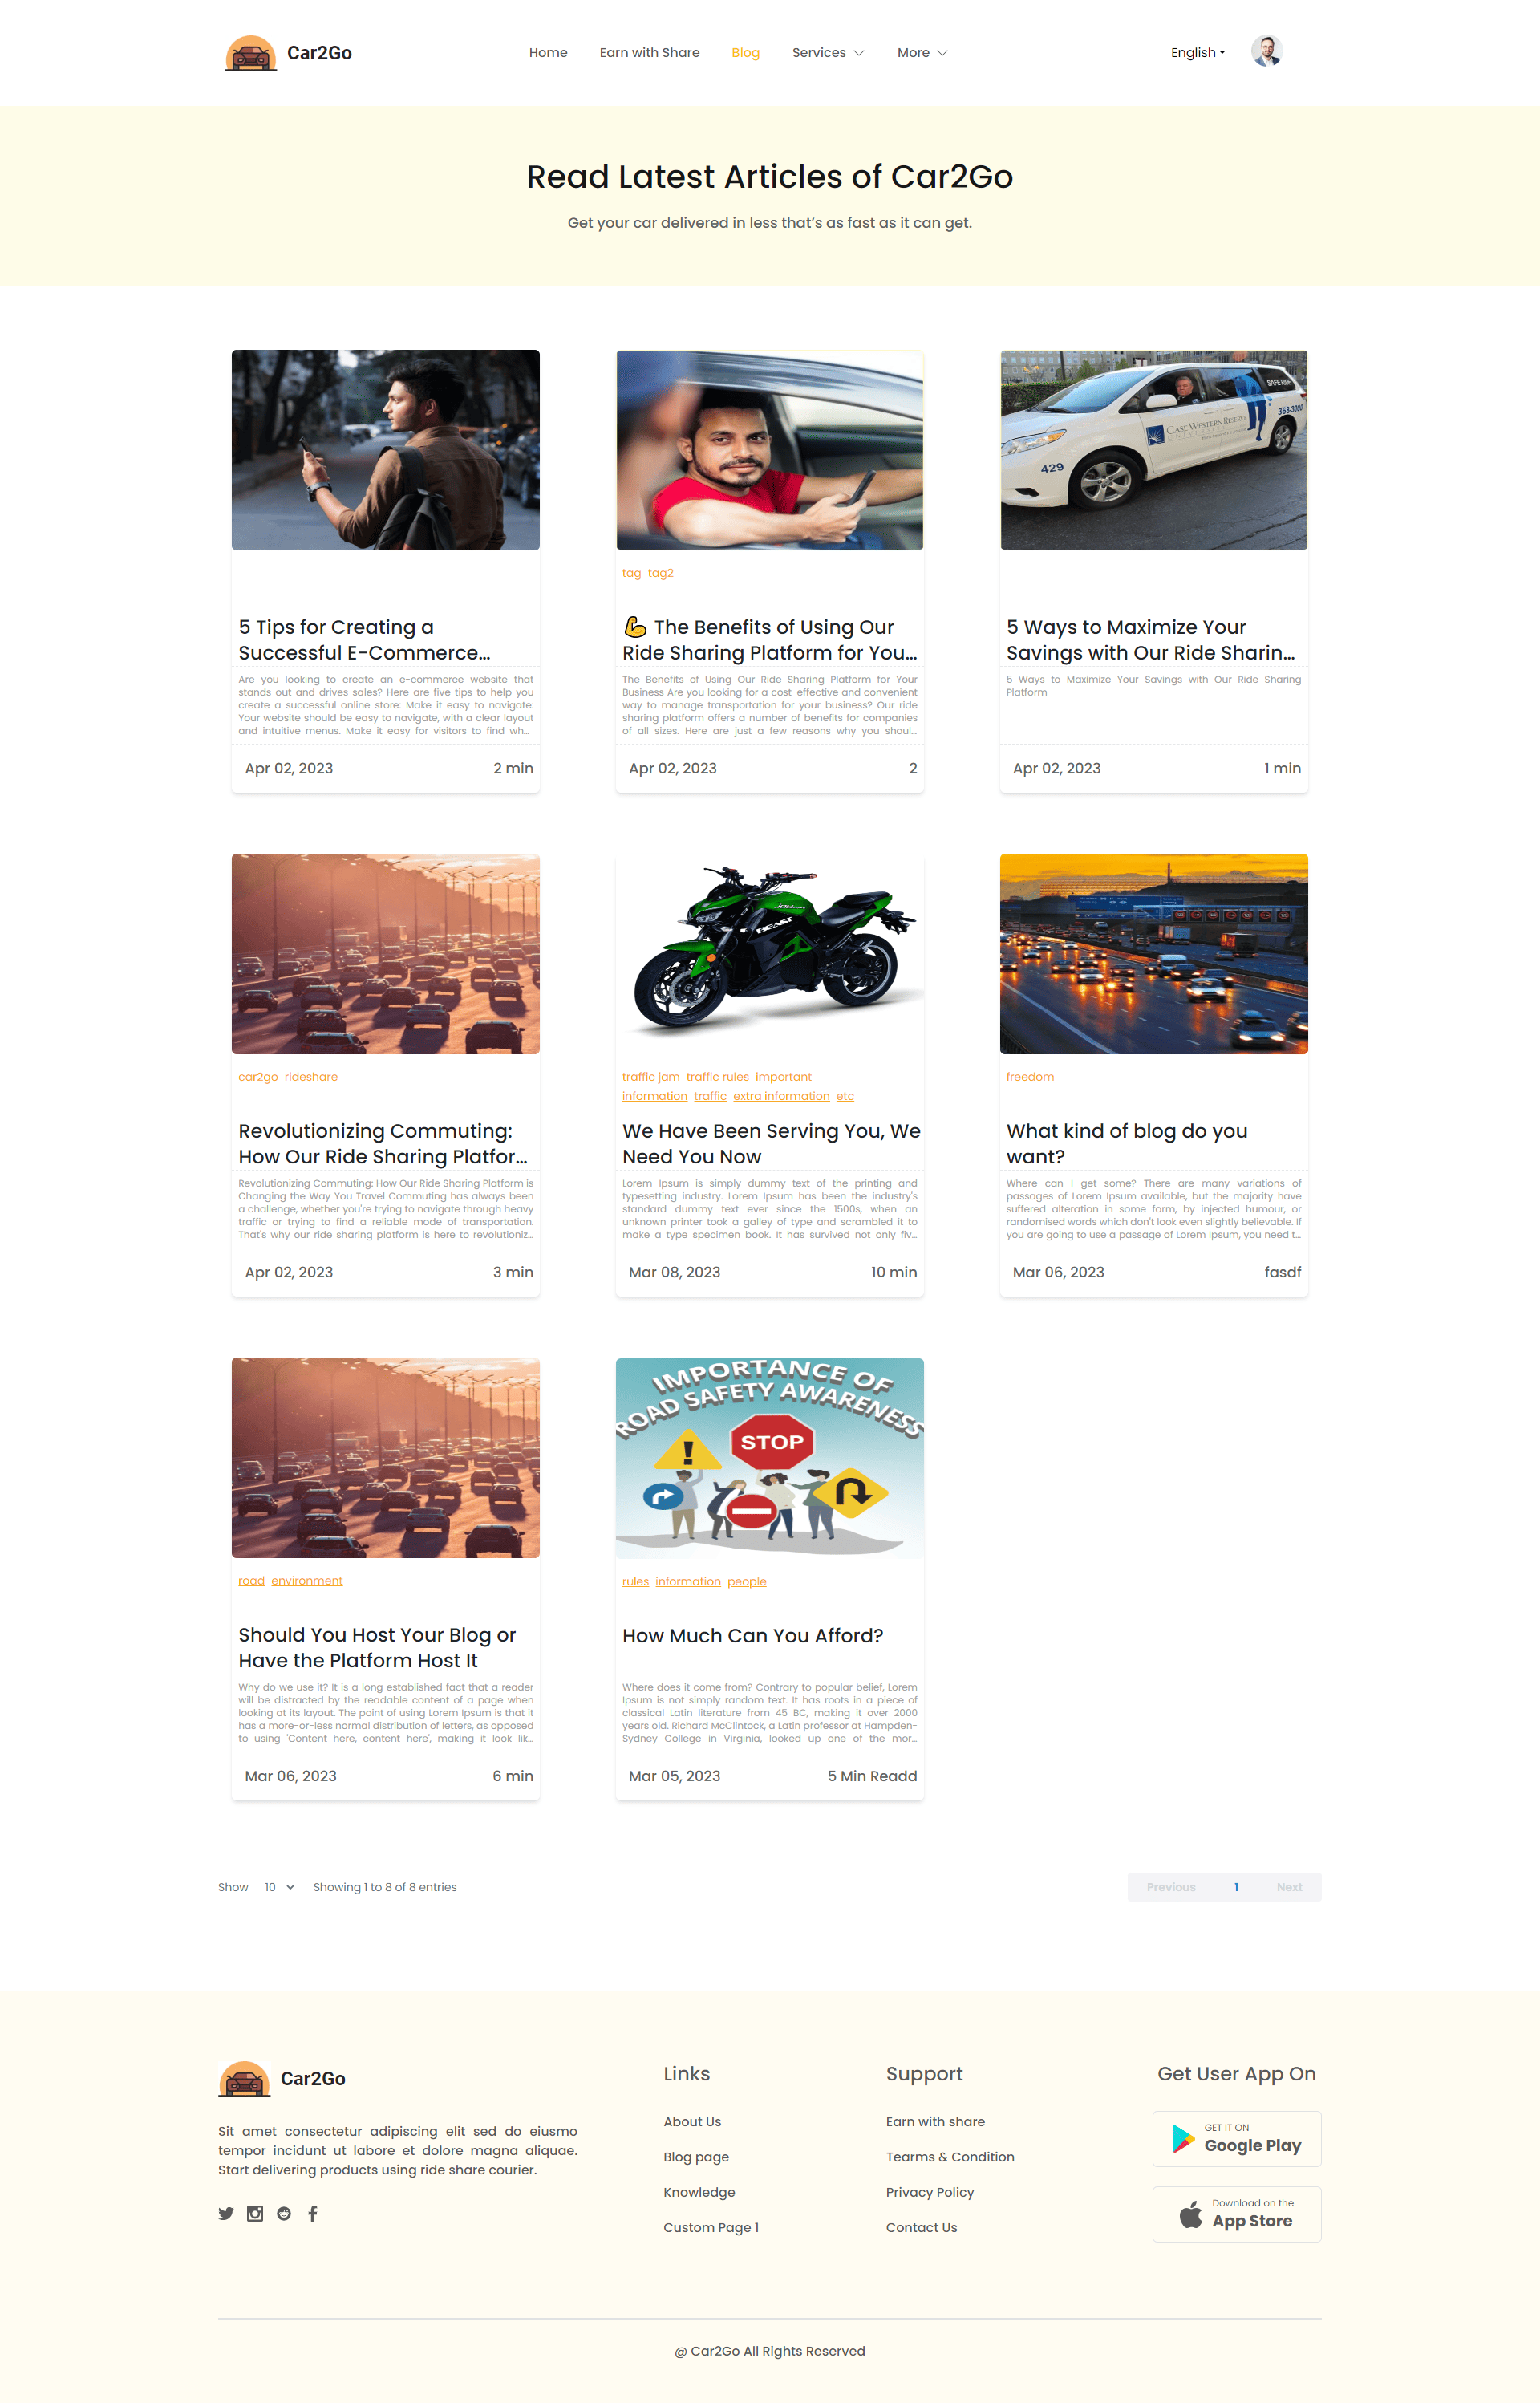 Car2Go
Home Earn with Share Blog Services More
English
Read Latest Articles of Car2Go
Get your car delivered in less that's as fast as it can get.
5 Tips for Creating a
Successful E-Commerce...
Are you looking to create an e-commerce website that
stands out and drives sales? Here are five tips to help you
create a successful online store: Make it easy to navigate:
Your website should be easy to navigate, with a clear layout
and intuitive menus. Make it easy for visitors to find wh...
Apr 02, 2023 2 min
tag tag2
💪 The Benefits of Using Our
Ride Sharing Platform for You...
The Benefits of Using Our Ride Sharing Platform for Your
Business Are you looking for a cost-effective and convenient
way to manage transportation for your business? Our ride
sharing platform offers a number of benefits for companies
of all sizes. Here are just a few reasons why you shoul...
Apr 02, 2023 2
SAFE RIDE
368-3000
CASE WESTERN RESERVE
429
5 Ways to Maximize Your
Savings with Our Ride Sharin...
5 Ways to Maximize Your Savings with Our Ride Sharing
Platform
Apr 02, 2023 1 min
car2go rideshare
Revolutionizing Commuting:
How Our Ride Sharing Platfor...
Revolutionizing Commuting: How Our Ride Sharing Platform is
Changing the Way You Travel Commuting has always been
a challenge, whether you're trying to navigate through heavy
traffic or trying to find a reliable mode of transportation.
That's why our ride sharing platform is here to revolutioniz...
Apr 02, 2023 3 min
BEAST
traffic jam traffic rules important
information traffic extra information etc
We Have Been Serving You, We
Need You Now
Lorem Ipsum is simply dummy text of the printing and
typesetting industry. Lorem Ipsum has been the industry's
standard dummy text ever since the 1500s, when an
unknown printer took a galley of type and scrambled it to
make a type specimen book. It has survived not only fiv...
Mar 08, 2023 10 min
freedom
What kind of blog do you
want?
Where can I get some? There are many variations of
passages of Lorem Ipsum available, but the majority have
suffered alteration in some form, by injected humour, or
randomised words which don't look even slightly believable. If
you are going to use a passage of Lorem Ipsum, you need t...
Mar 06, 2023 fasdf
road environment
Should You Host Your Blog or
Have the Platform Host It
Why do we use it? It is a long established fact that a reader
will be distracted by the readable content of a page when
looking at its layout. The point of using Lorem Ipsum is that it
has a more-or-less normal distribution of letters, as opposed
to using 'Content here, content here', making it look lik...
Mar 06, 2023 6 min
IMPORTANCE OF
ROAD SAFETY AWARENESS
STOP
rules information people
How Much Can You Afford?
Where does it come from? Contrary to popular belief, Lorem
Ipsum is not simply random text. It has roots in a piece of
classical Latin literature from 45 BC, making it over 2000
years old. Richard McClintock, a Latin professor at Hampden-
Sydney College in Virginia, looked up one of the mor...
Mar 05, 2023 5 Min Readd
Show 10 Showing 1 to 8 of 8 entries
Previous 1 Next
Car2Go
Sit amet consectetur adipiscing elit sed do eiusmo
tempor incidunt ut labore et dolore magna aliquae.
Start delivering products using ride share courier.
Links
About Us
Blog page
Knowledge
Custom Page 1
Support
Earn with share
Tearms & Condition
Privacy Policy
Contact Us
Get User App On
GET IT ON
Google Play
Download on the
App Store
@ Car2Go All Rights Reserved